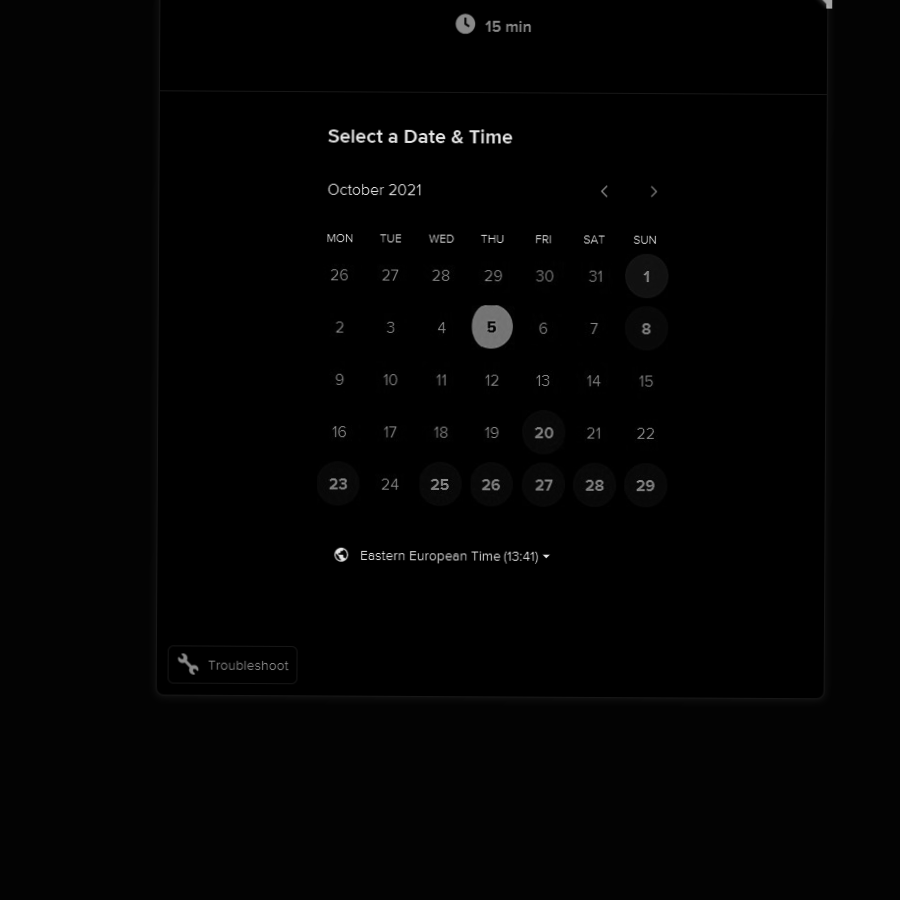 15 min
Select a Date & Time
October 2021
MON TUE WED THU FRI SAT SUN
26 27 28 29 30 31 1
2 3 4 5 6 7 8
9 10 11 12 13 14 15
16 17 18 19 20 21 22
23 24 25 26 27 28 29
Eastern European Time (13:41)
Troubleshoot